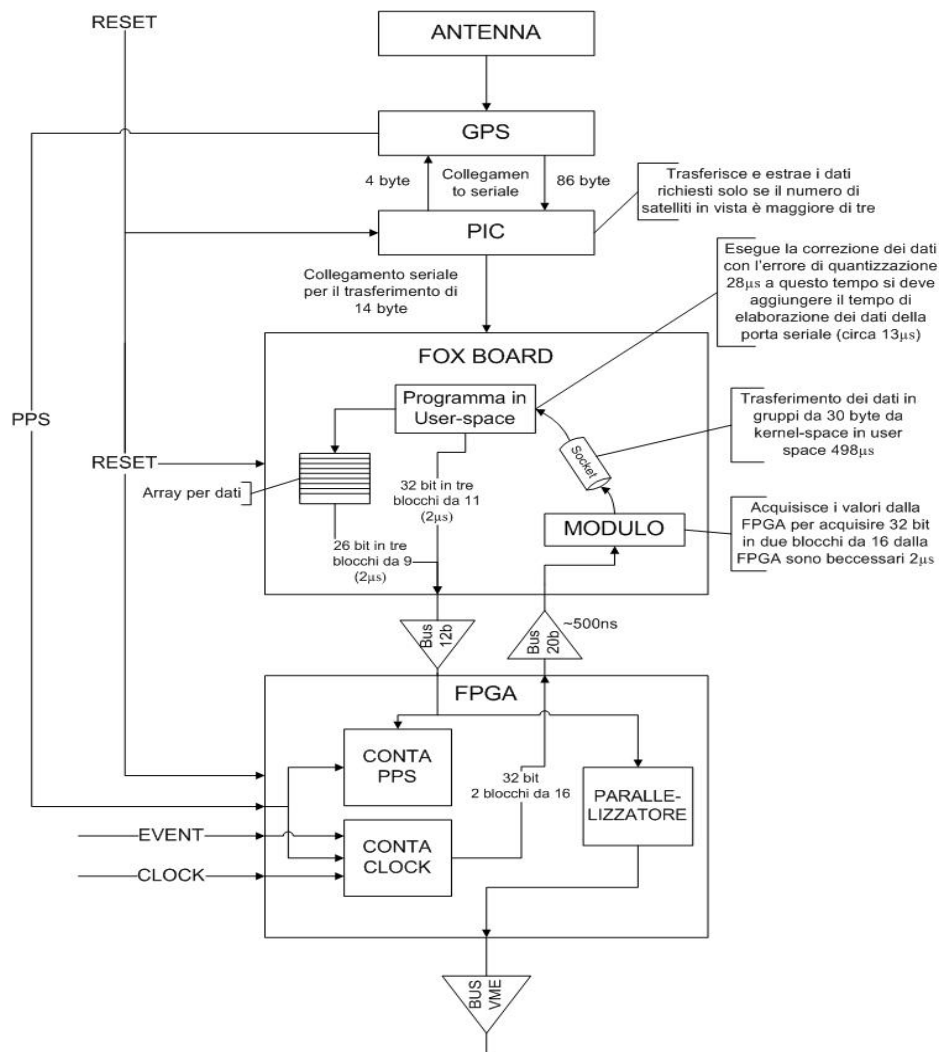 RESET
ANTENNA
GPS
4 byte
Collegamen
to seriale
86 byte
Trasferisce e estrae i dati
richiesti solo se il numero di
satelliti in vista è maggiore di tre
PIC
Collegamento seriale
per il trasferimento di
14 byte
Esegue la correzione dei dati
con l'errore di quantizzazione
28µs a questo tempo si deve
aggiungere il tempo di
elaborazione dei dati della
porta seriale (circa 13µs)
FOX BOARD
Programma in
User-space
PPS
RESET
Array per dati
Socket
Trasferimento dei dati in
gruppi da 30 byte da
kernel-space in user
space 498µs
32 bit in tre
blocchi da 11
(2µs)
26 bit in tre
blocchi da 9
(2µs)
MODULO
Acquisisce i valori dalla
FPGA per acquisire 32 bit
in due blocchi da 16 dalla
FPGA sono beccessari 2µs
Bus
12b
Bus
20b
~500ns
FPGA
CONTA
PPS
32 bit
2 blocchi da 16
PARALLE-
LIZZATORE
EVENT
CONTA
CLOCK
CLOCK
BUS
VME